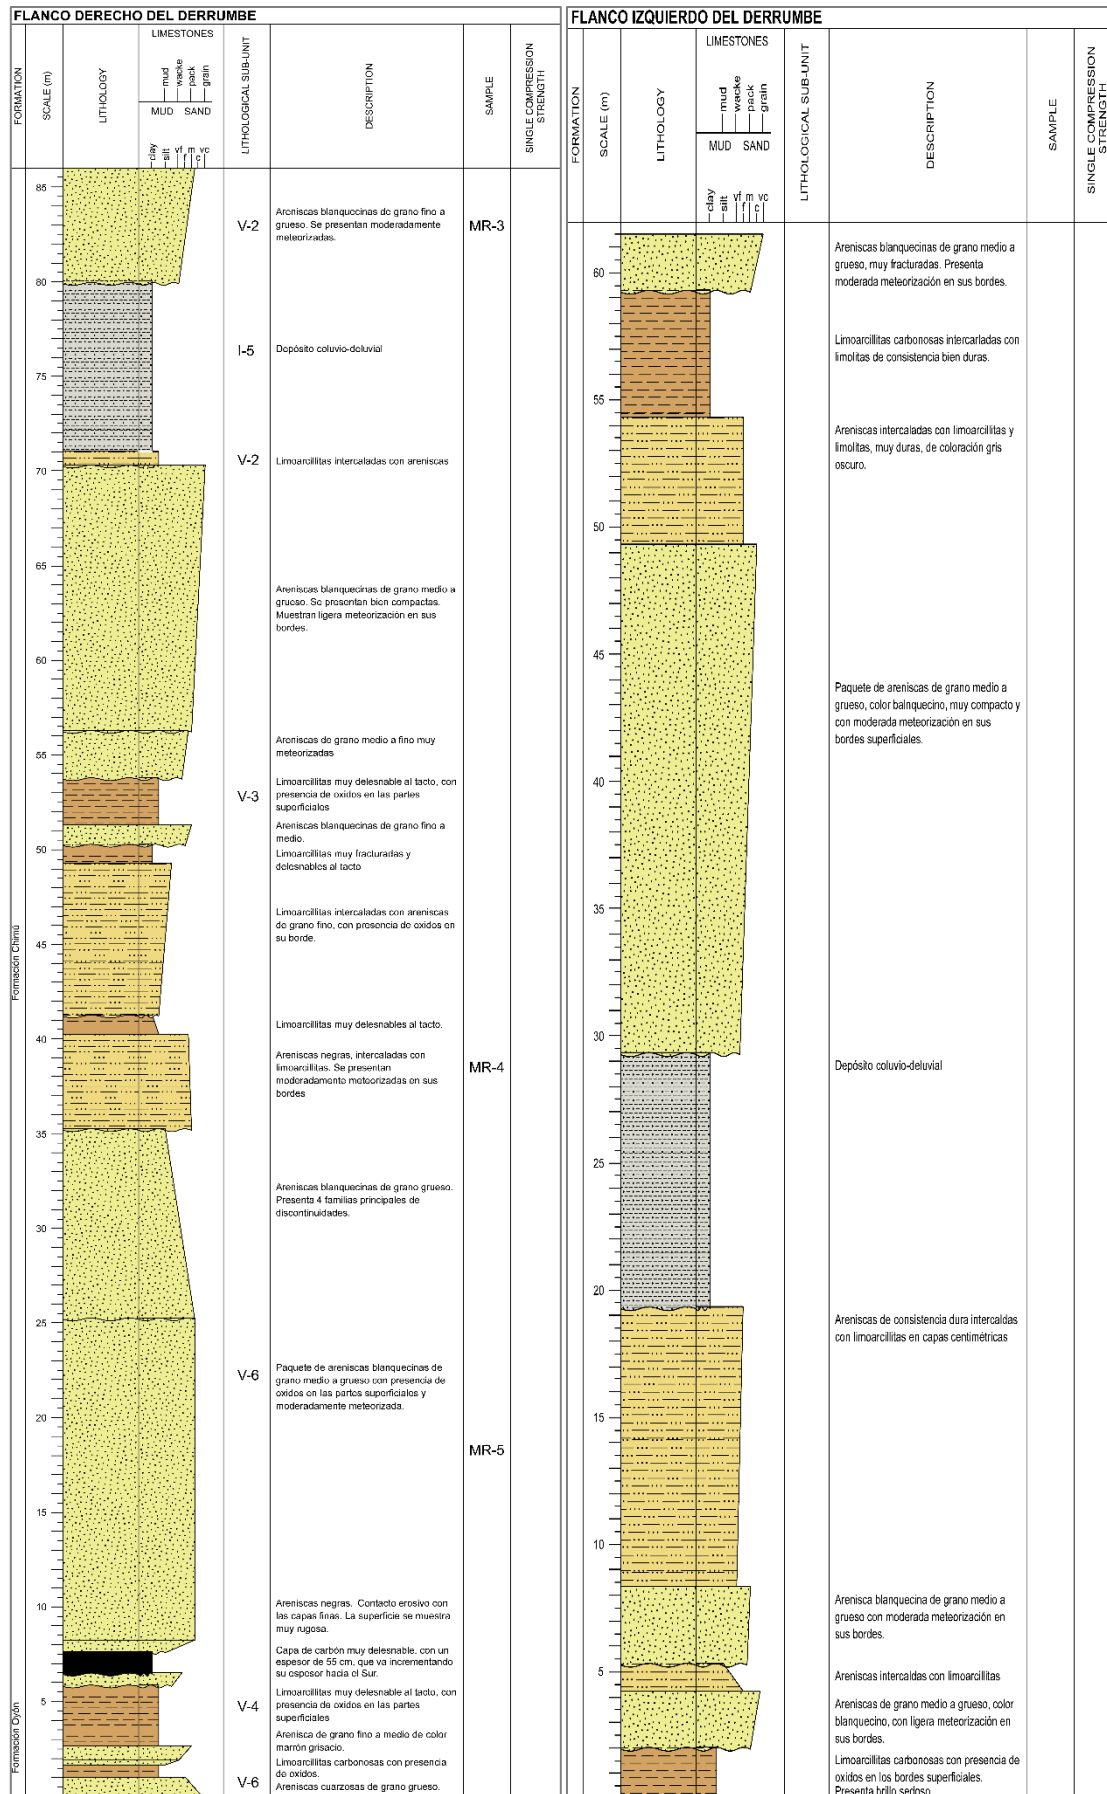 FLANCO DERECHO DEL DERRUMBE
FORMATION
SCALE (m)
LITHOLOGY
LIMESTONES
mud
wacke
pack
grain
MUD SAND
clay
silt
vf
f
m
c
vc
LITHOLOGICAL SUB-UNIT
DESCRIPTION
SAMPLE
SINGLE COMPRESSION
STRENGTH
85
V-2
Areniscas blanquecinas de grano fino a
grueso. Se presentan moderadamente
meteorizadas.
MR-3
80
I-5
Depósito coluvio-deluvial
75
V-2
Limoarcillitas intercaladas con areniscas
70
65
Areniscas blanquecinas de grano medio a
grueso. Se presentan bien compactas.
Muestran ligera meteorización en sus
bordes.
60
Areniscas de grano medio a fino muy
meteorizadas
55
V-3
Limoarcillitas muy delesnable al tacto, con
presencia de oxidos en las partes
superficiales
Areniscas blanquecinas de grano fino a
medio.
50
Limoarcillitas muy fracturadas y
delesnables al tacto
Limoarcillitas intercaladas con areniscas
de grano fino, con presencia de oxidos en
su borde.
45
Formación Chimú
Limoarcillitas muy delesnables al tacto.
40
Areniscas negras, intercaladas con
limoarcillitas. Se presentan
moderadamente meteorizadas en sus
bordes
MR-4
35
Areniscas blanquecinas de grano grueso.
Presenta 4 familias principales de
discontinuidades.
30
25
V-6
Paquete de areniscas blanquecinas de
grano medio a grueso con presencia de
oxidos en las partes superficiales y
moderadamente meteorizada.
20
MR-5
15
10
Areniscas negras. Contacto erosivo con
las capas finas. La superficie se muestra
muy rugosa.
Capa de carbón muy delesnable, con un
espesor de 55 cm, que va incrementando
su espesor hacia el Sur.
5
V-4
Limoarcillitas muy delesnable al tacto, con
presencia de oxidos en las partes
superficiales
Formación Oyón
Arenisca de grano fino a medio de color
marrón grisacio.
Limoarcillitas carbonosas con presencia
de oxidos.
V-6
Areniscas cuarzosas de grano grueso.
FLANCO IZQUIERDO DEL DERRUMBE
FORMATION
SCALE (m)
LITHOLOGY
LIMESTONES
mud
wacke
pack
grain
MUD SAND
clay
silt
vf
f
m
c
vc
LITHOLOGICAL SUB-UNIT
DESCRIPTION
SAMPLE
SINGLE COMPRESSION
STRENGTH
60
Areniscas blanquecinas de grano medio a
grueso, muy fracturadas. Presenta
moderada meteorización en sus bordes.
Limoarcillitas carbonosas intercarladas con
limolitas de consistencia bien duras.
55
Areniscas intercaladas con limoarcillitas y
limolitas, muy duras, de coloración gris
oscuro.
50
45
Paquete de areniscas de grano medio a
grueso, color balnquecino, muy compacto y
con moderada meteorización en sus
bordes superficiales.
40
35
30
Depósito coluvio-deluvial
25
20
Areniscas de consistencia dura intercaldas
con limoarcillitas en capas centimétricas
15
10
Arenisca blanquecina de grano medio a
grueso con moderada meteorización en
sus bordes.
5
Areniscas intercaldas con limoarcillitas
Areniscas de grano medio a grueso, color
blanquecino, con ligera meteorización en
sus bordes.
Limoarcillitas carbonosas con presencia de
oxidos en los bordes superficiales.
Presenta brillo sedoso